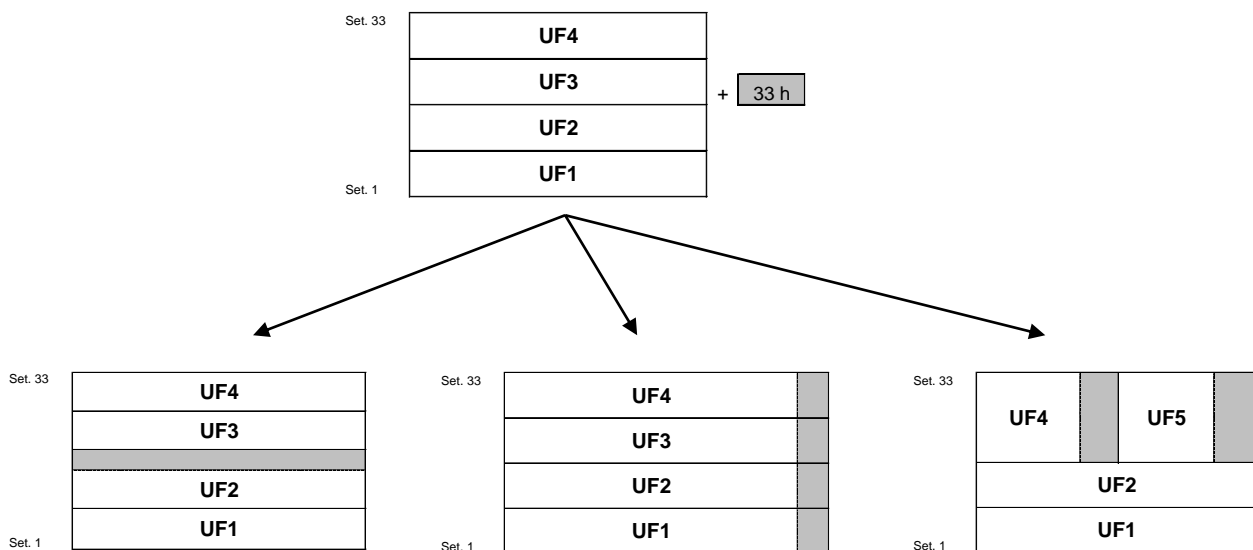 Set. 33
UF4
UF3
+ 33 h
UF2
UF1
Set. 1
Set. 33
UF4
UF3
UF2
UF1
Set. 1
Set. 33
UF4
UF3
UF2
UF1
Set. 1
Set. 33
UF4 UF5
UF2
UF1
Set. 1